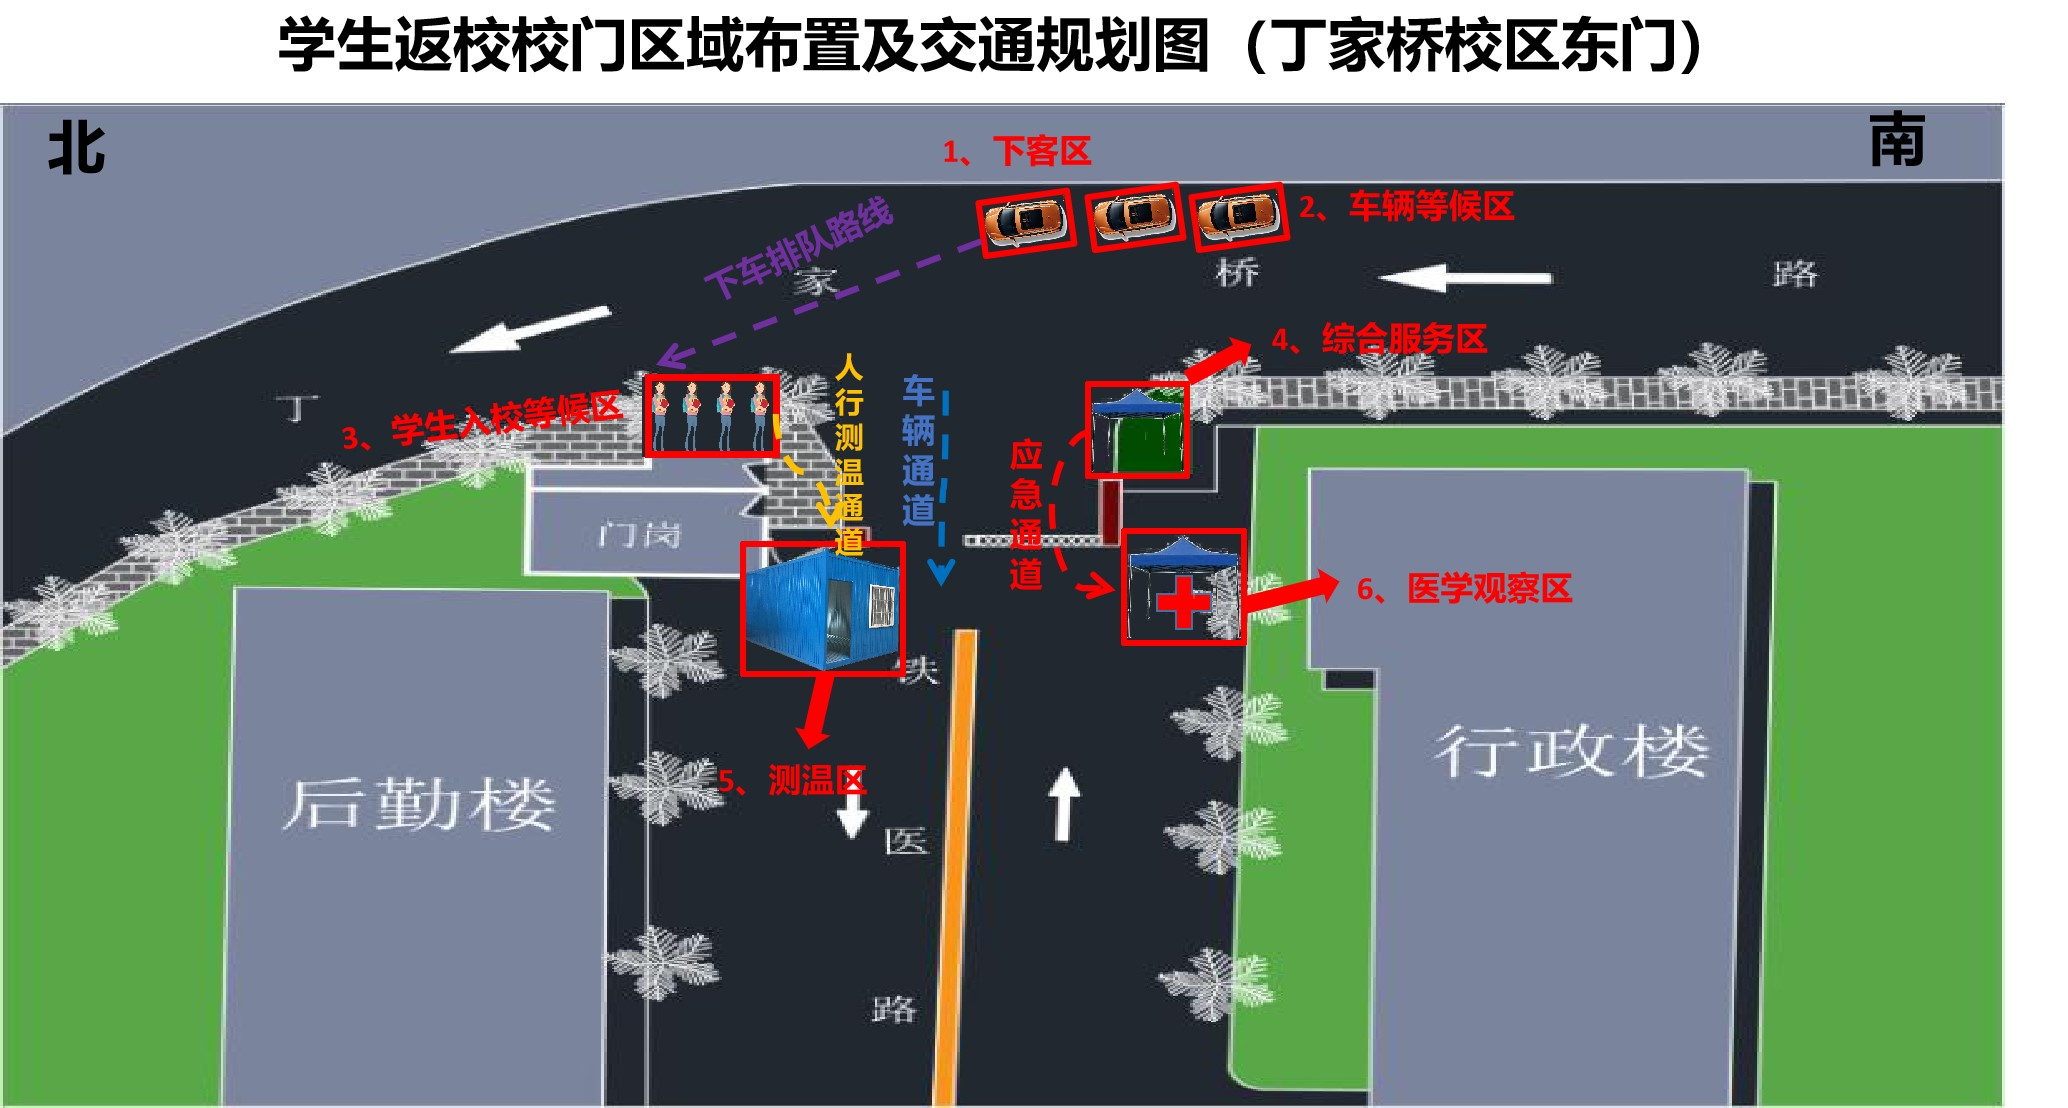 学生返校校门区域布置及交通规划图（丁家桥校区东门）
北
南
1、下客区
2、车辆等候区
下车排队路线
丁家桥路
4、综合服务区
3、学生入校等候区
人行测温通道
车辆通道
应急通道
门岗
6、医学观察区
5、测温区
铁医路
后勤楼
行政楼